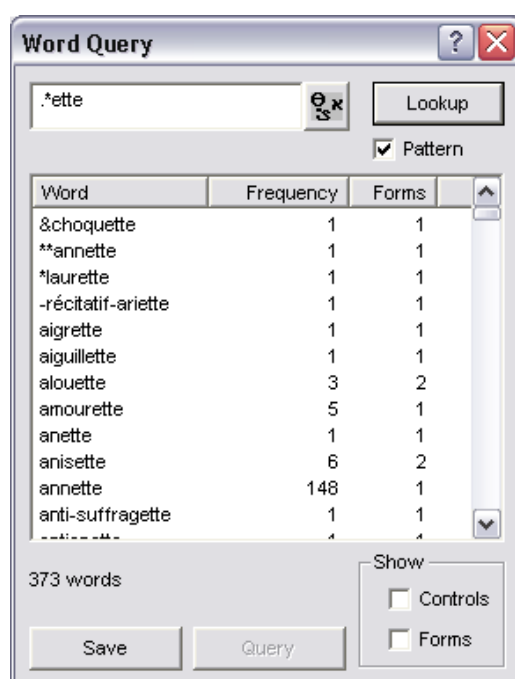 Word Query
.*ette
Lookup
Pattern
Word Frequency Forms
&choquette 1 1
**annette 1 1
*laurette 1 1
-récitatif-ariette 1 1
aigrette 1 1
aiguillette 1 1
alouette 3 2
amourette 5 1
anette 1 1
anisette 6 2
annette 148 1
anti-suffragette 1 1
373 words
Show
Controls
Forms
Save Query